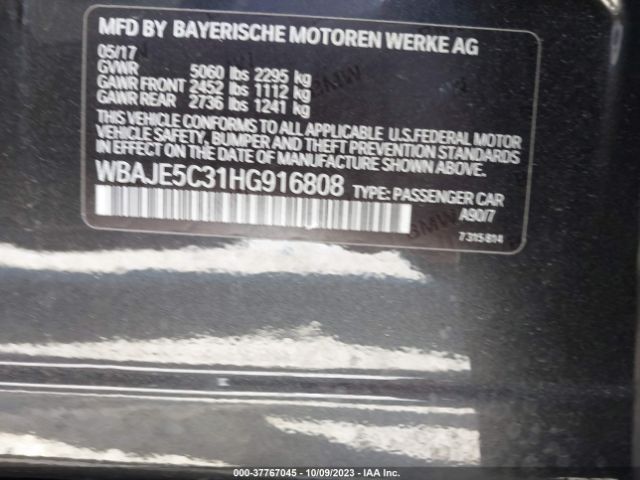 MFD BY BAYERISCHE MOTOREN WERKE AG
05/17
GVWR 5060 lbs 2295 kg
GAWR FRONT 2452 lbs 1112 kg
GAWR REAR 2736 lbs 1241 kg
THIS VEHICLE CONFORMS TO ALL APPLICABLE U.S.FEDERAL MOTOR
VEHICLE SAFETY, BUMPER AND THEFT PREVENTION STANDARDS
IN EFFECT ON THE DATE OF MANUFACTURE SHOWN ABOVE.
WBAJE5C31HG916808 TYPE: PASSENGER CAR
A90/7
7 315 814
000-37767045 - 10/09/2023 - IAA Inc.